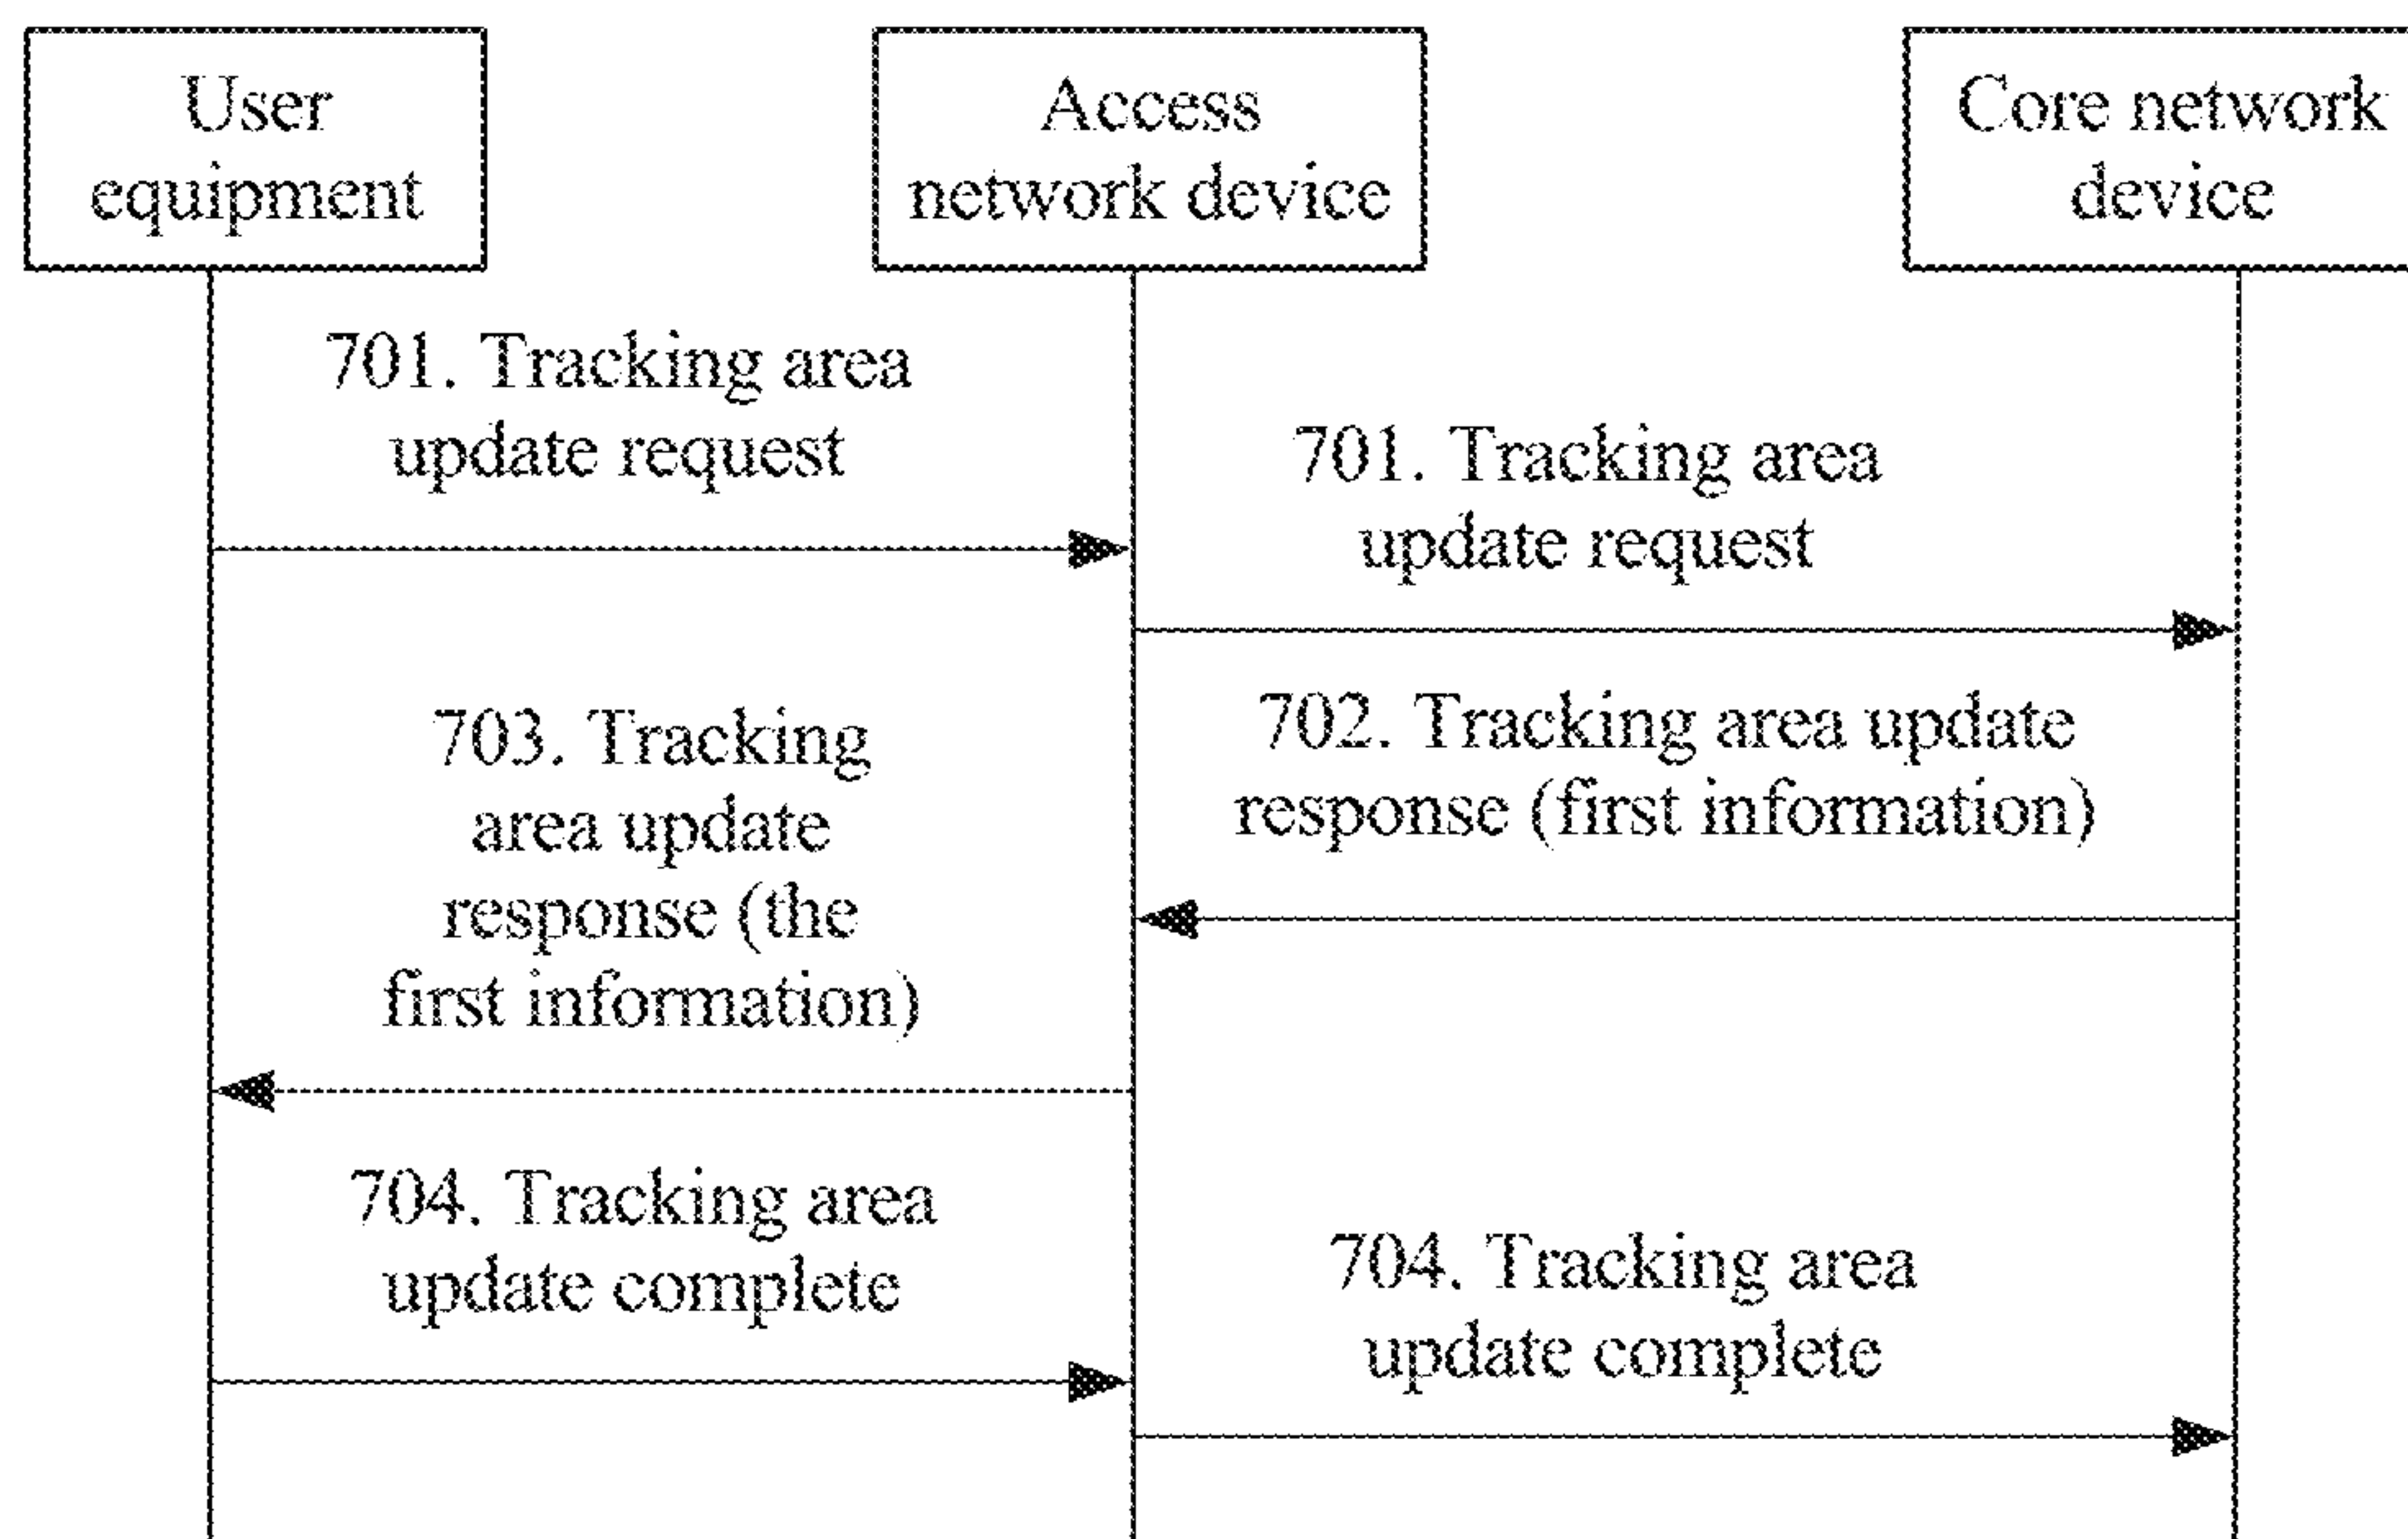 User
equipment
Access
network device
Core network
device
701. Tracking area
update request
701. Tracking area
update request
702. Tracking area update
response (first information)
703. Tracking
area update
response (the
first information)
704. Tracking area
update complete
704. Tracking area
update complete